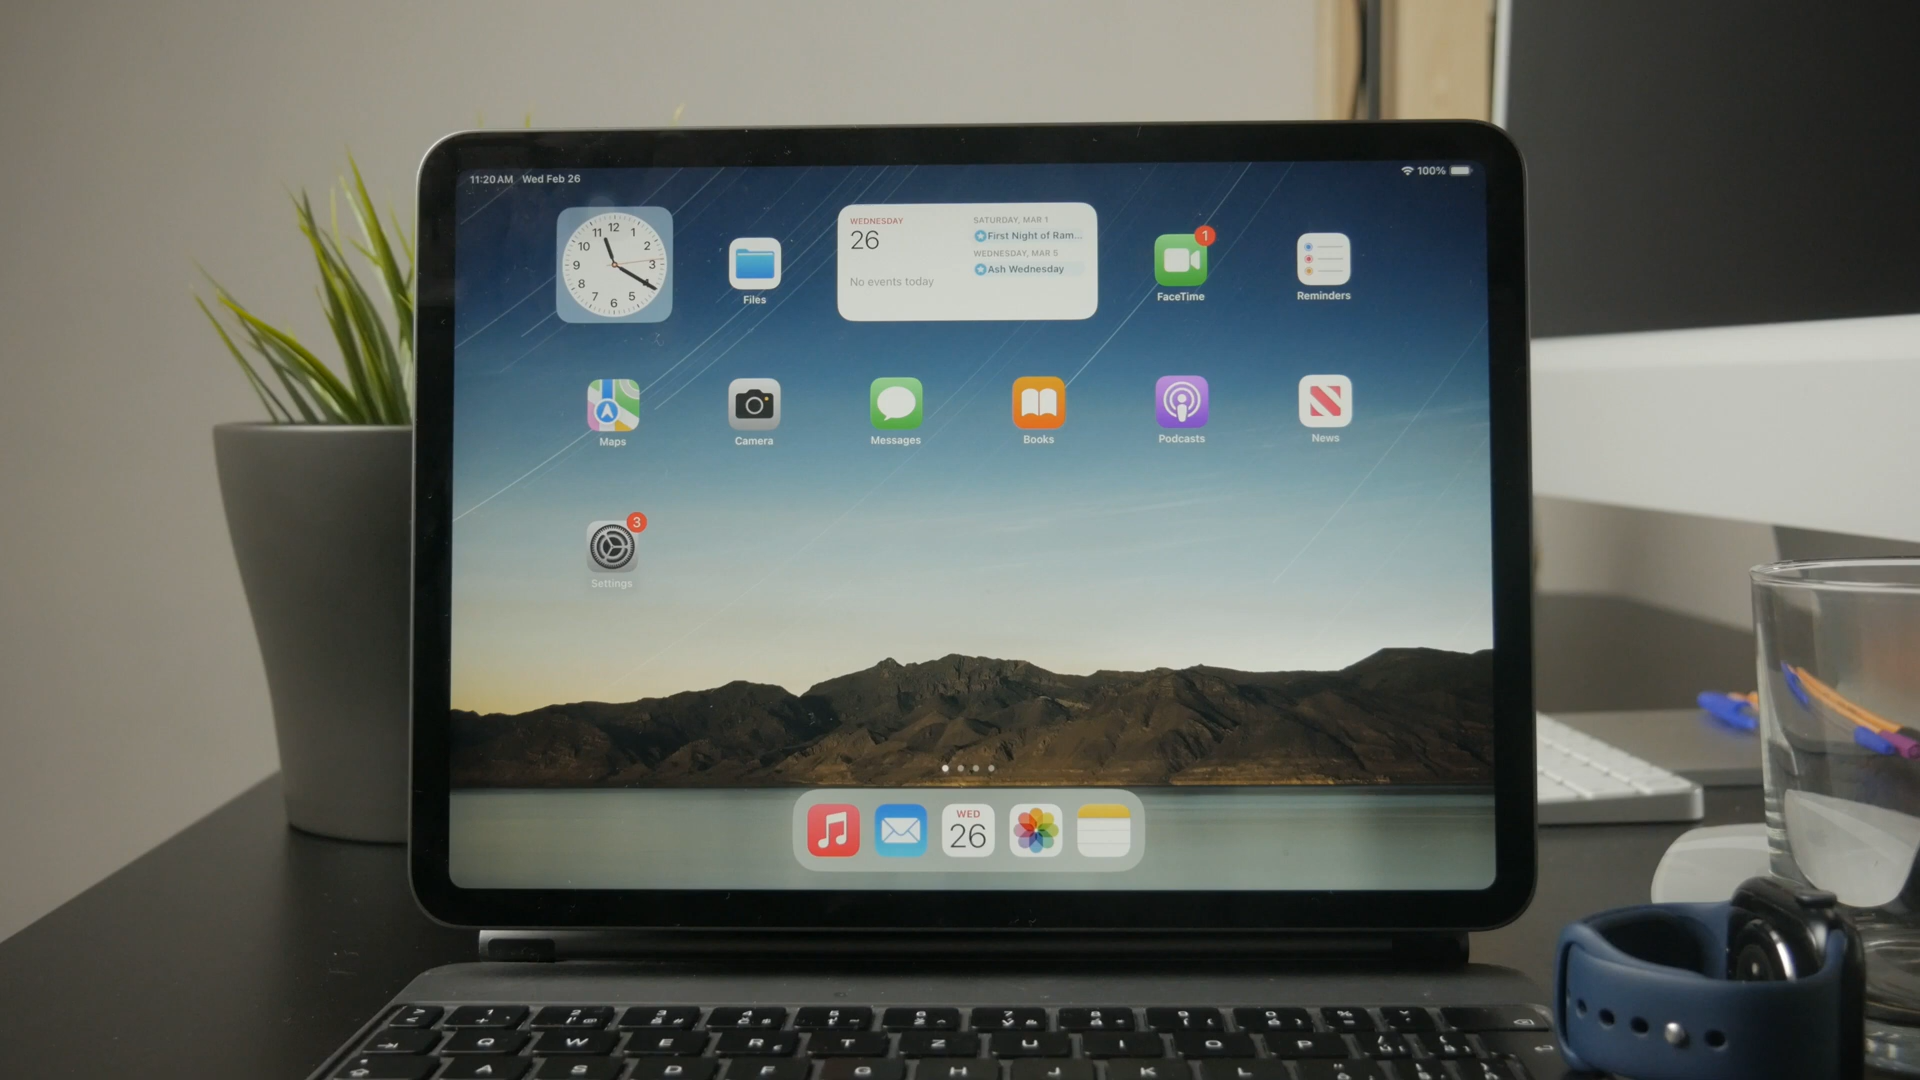 11:20 AM Wed Feb 26
100%
12
11
1
10
2
9
3
8
4
7
5
6
Files
WEDNESDAY
26
No events today
SATURDAY, MAR 1
First Night of Ram...
WEDNESDAY, MAR 5
Ash Wednesday
1
FaceTime
Reminders
Maps
Camera
Messages
Books
Podcasts
News
3
Settings
WED
26
Q W E R T Z U I O P
A S D F G H J K L